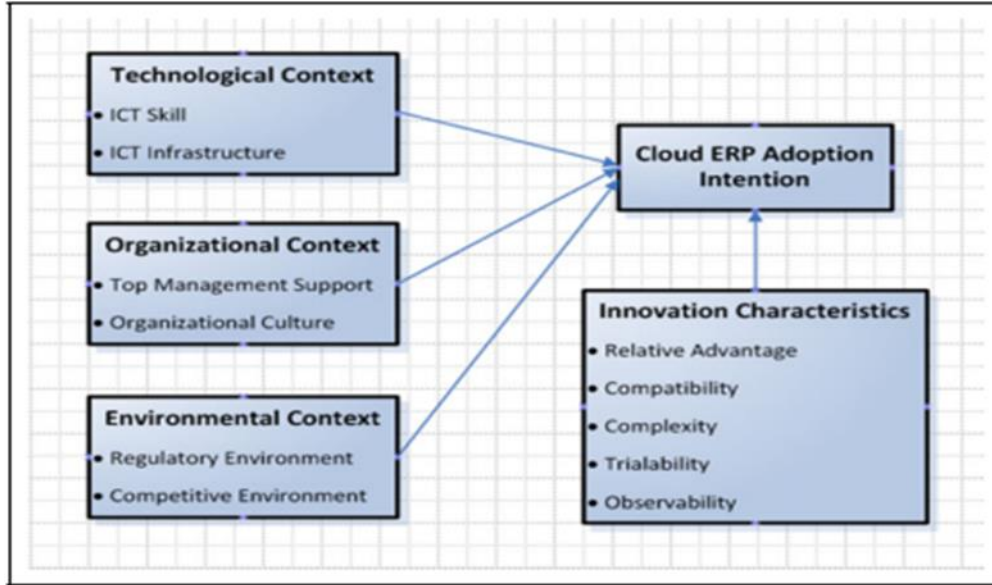 Technological Context
• ICT Skill
• ICT Infrastructure
Organizational Context
• Top Management Support
• Organizational Culture
Environmental Context
• Regulatory Environment
• Competitive Environment
Cloud ERP Adoption
Intention
Innovation Characteristics
• Relative Advantage
• Compatibility
• Complexity
• Trialability
• Observability